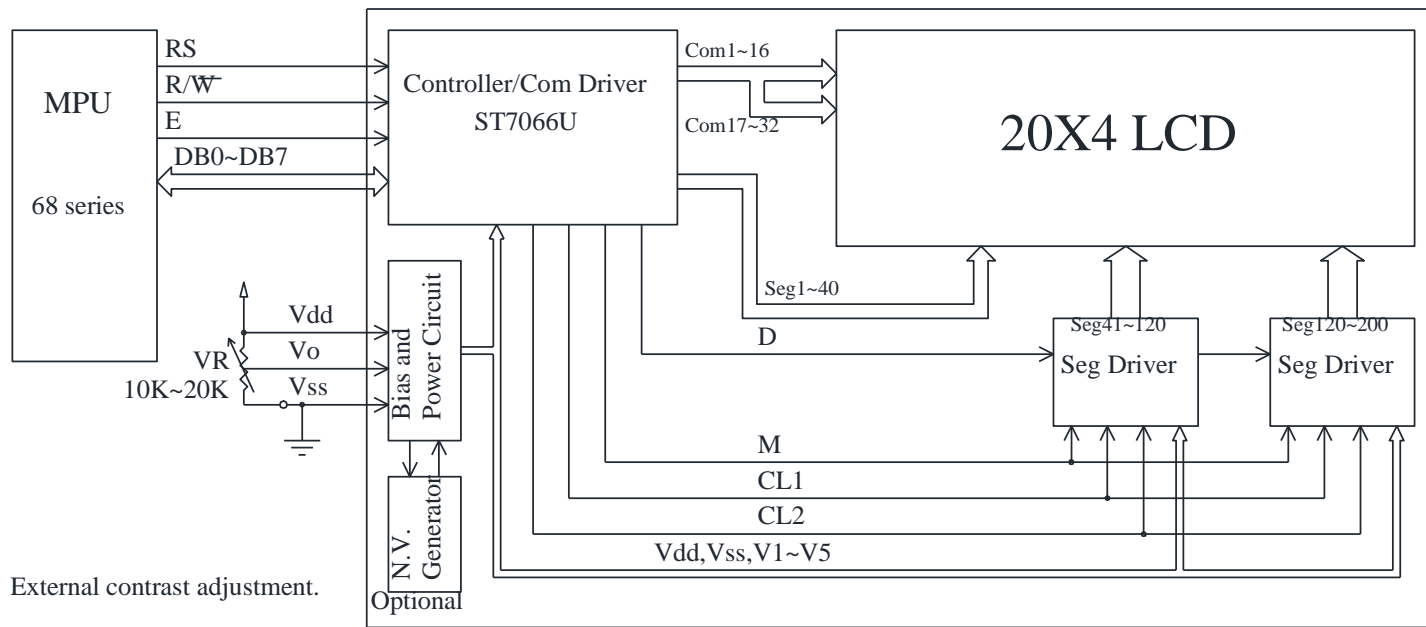 MPU
68 series
RS
R/W
E
DB0~DB7
Controller/Com Driver
ST7066U
Com1~16
Com17~32
20X4 LCD
Vdd
Vo
Vss
VR
10K~20K
Bias and
Power Circuit
N.V.
Generator
Optional
Seg1~40
D
Seg41~120
Seg Driver
Seg120~200
Seg Driver
M
CL1
CL2
Vdd,Vss,V1~V5
External contrast adjustment.